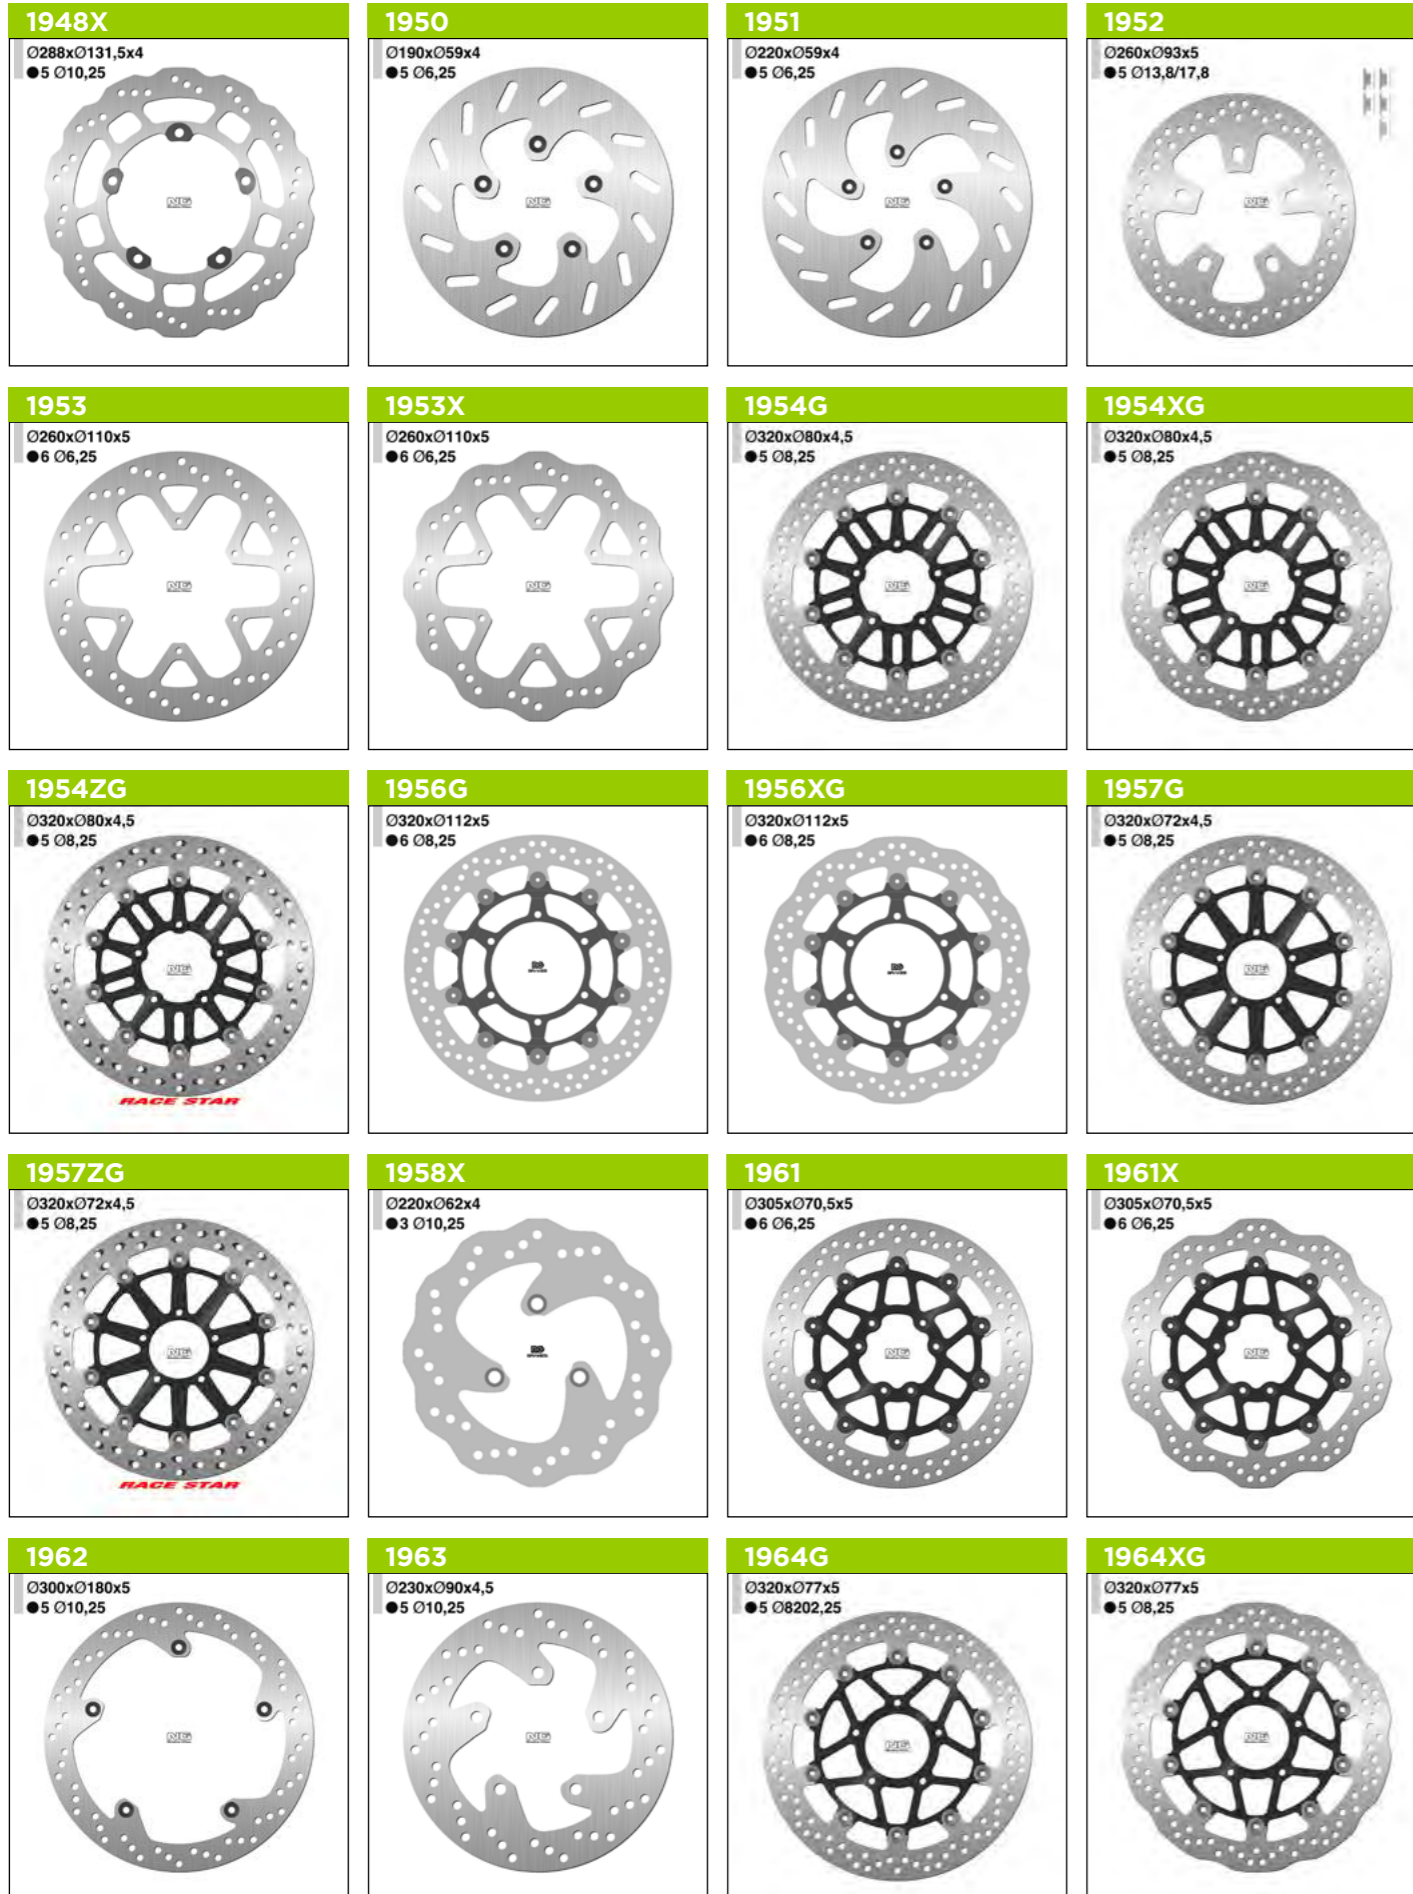 1948X
Ø288xØ131,5x4
●5 Ø10,25
1950
Ø190xØ59x4
●5 Ø6,25
1951
Ø220xØ59x4
●5 Ø6,25
1952
Ø260xØ93x5
●5 Ø13,8/17,8
1953
Ø260xØ110x5
●6 Ø6,25
1953X
Ø260xØ110x5
●6 Ø6,25
1954G
Ø320xØ80x4,5
●5 Ø8,25
1954XG
Ø320xØ80x4,5
●5 Ø8,25
1954ZG
Ø320xØ80x4,5
●5 Ø8,25
RACE STAR
1956G
Ø320xØ112x5
●6 Ø8,25
1956XG
Ø320xØ112x5
●6 Ø8,25
1957G
Ø320xØ72x4,5
●5 Ø8,25
1957ZG
Ø320xØ72x4,5
●5 Ø8,25
RACE STAR
1958X
Ø220xØ62x4
●3 Ø10,25
1961
Ø305xØ70,5x5
●6 Ø6,25
1961X
Ø305xØ70,5x5
●6 Ø6,25
1962
Ø300xØ180x5
●5 Ø10,25
1963
Ø230xØ90x4,5
●5 Ø10,25
1964G
Ø320xØ77x5
●5 Ø8202,25
1964XG
Ø320xØ77x5
●5 Ø8,25